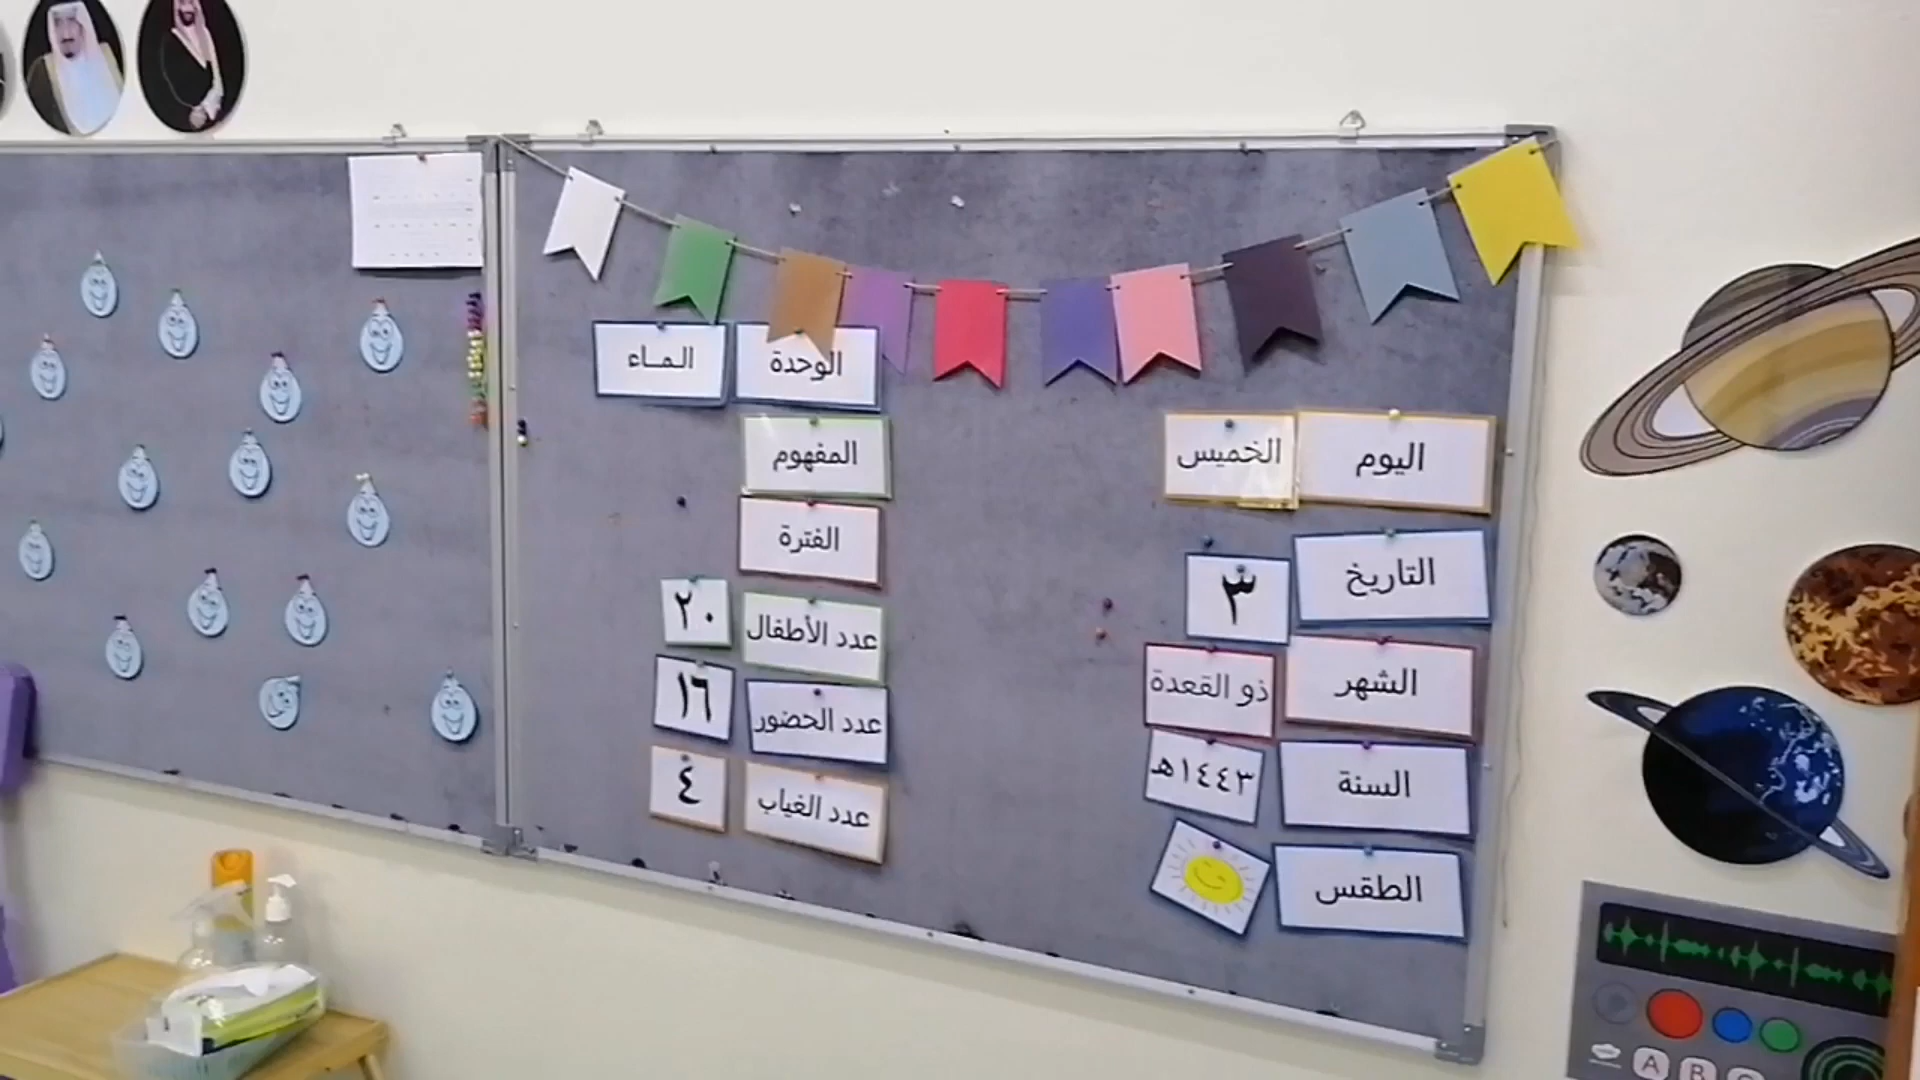 اليوم الخميس
التاريخ ٣
الشهر ذو القعدة
السنة ١٤٤٣هـ
الطقس
الوحدة المـاء
المفهوم
الفترة
عدد الأطفال ٢٠
عدد الحضور ١٦
عدد الغياب ٤
A B